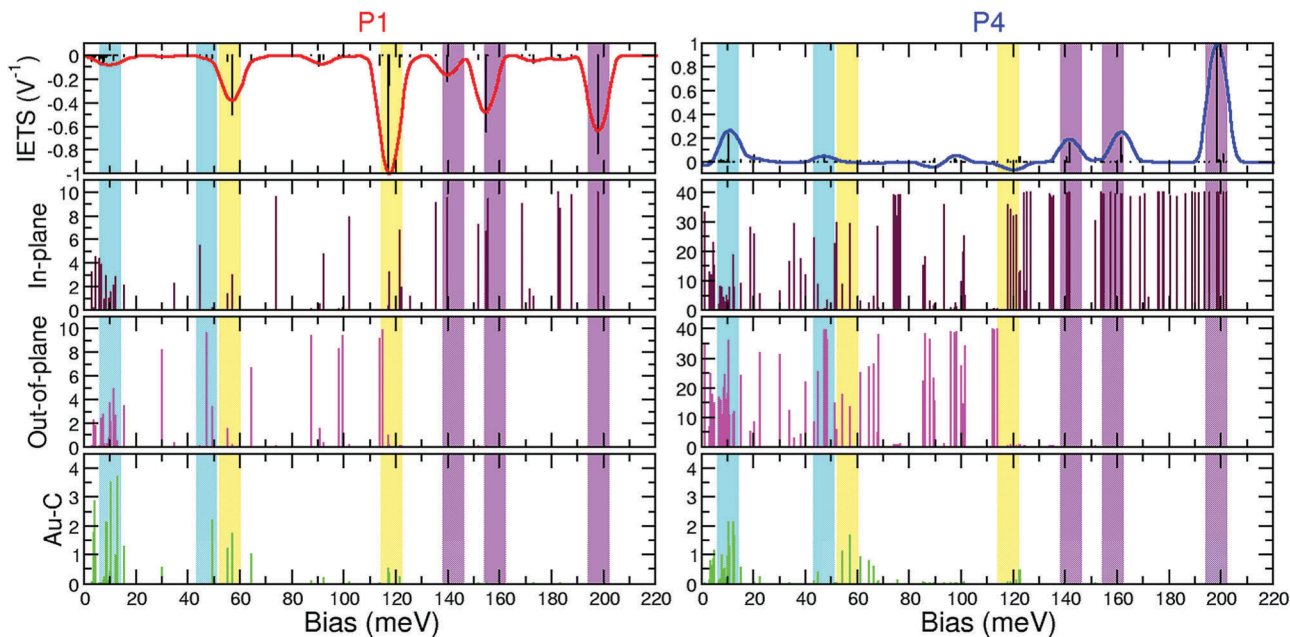 P1 P4
IETS (V⁻¹)
0 -0.2 -0.4 -0.6 -0.8 -1
1 0.8 0.6 0.4 0.2 0
In-plane
10 8 6 4 2 0
40 30 20 10 0
Out-of-plane
10 8 6 4 2 0
40 30 20 10 0
Au-C
4 3 2 1 0
4 3 2 1 0
0 20 40 60 80 100 120 140 160 180 200 220
0 20 40 60 80 100 120 140 160 180 200 220
Bias (meV) Bias (meV)